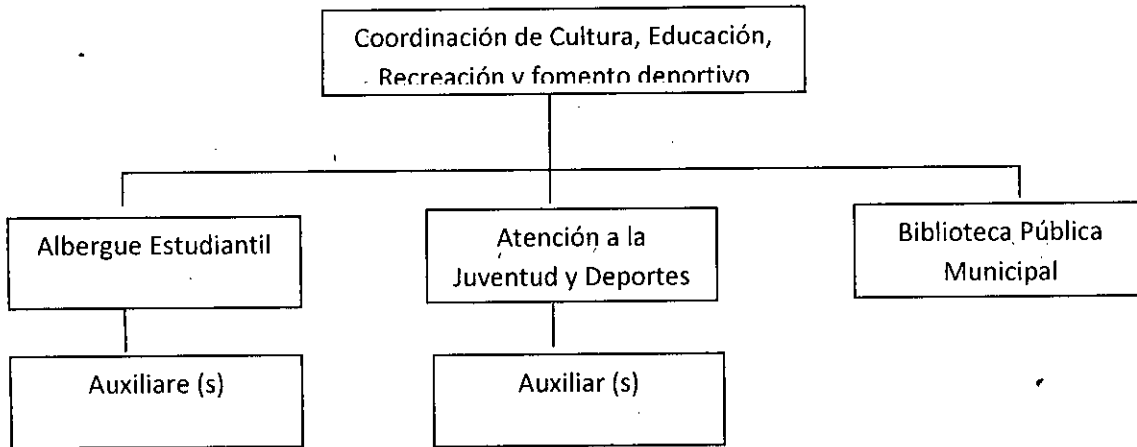 Coordinación de Cultura, Educación,
Recreación y fomento deportivo
Albergue Estudiantil
Atención a la
Juventud y Deportes
Biblioteca Pública
Municipal
Auxiliare (s)
Auxiliar (s)